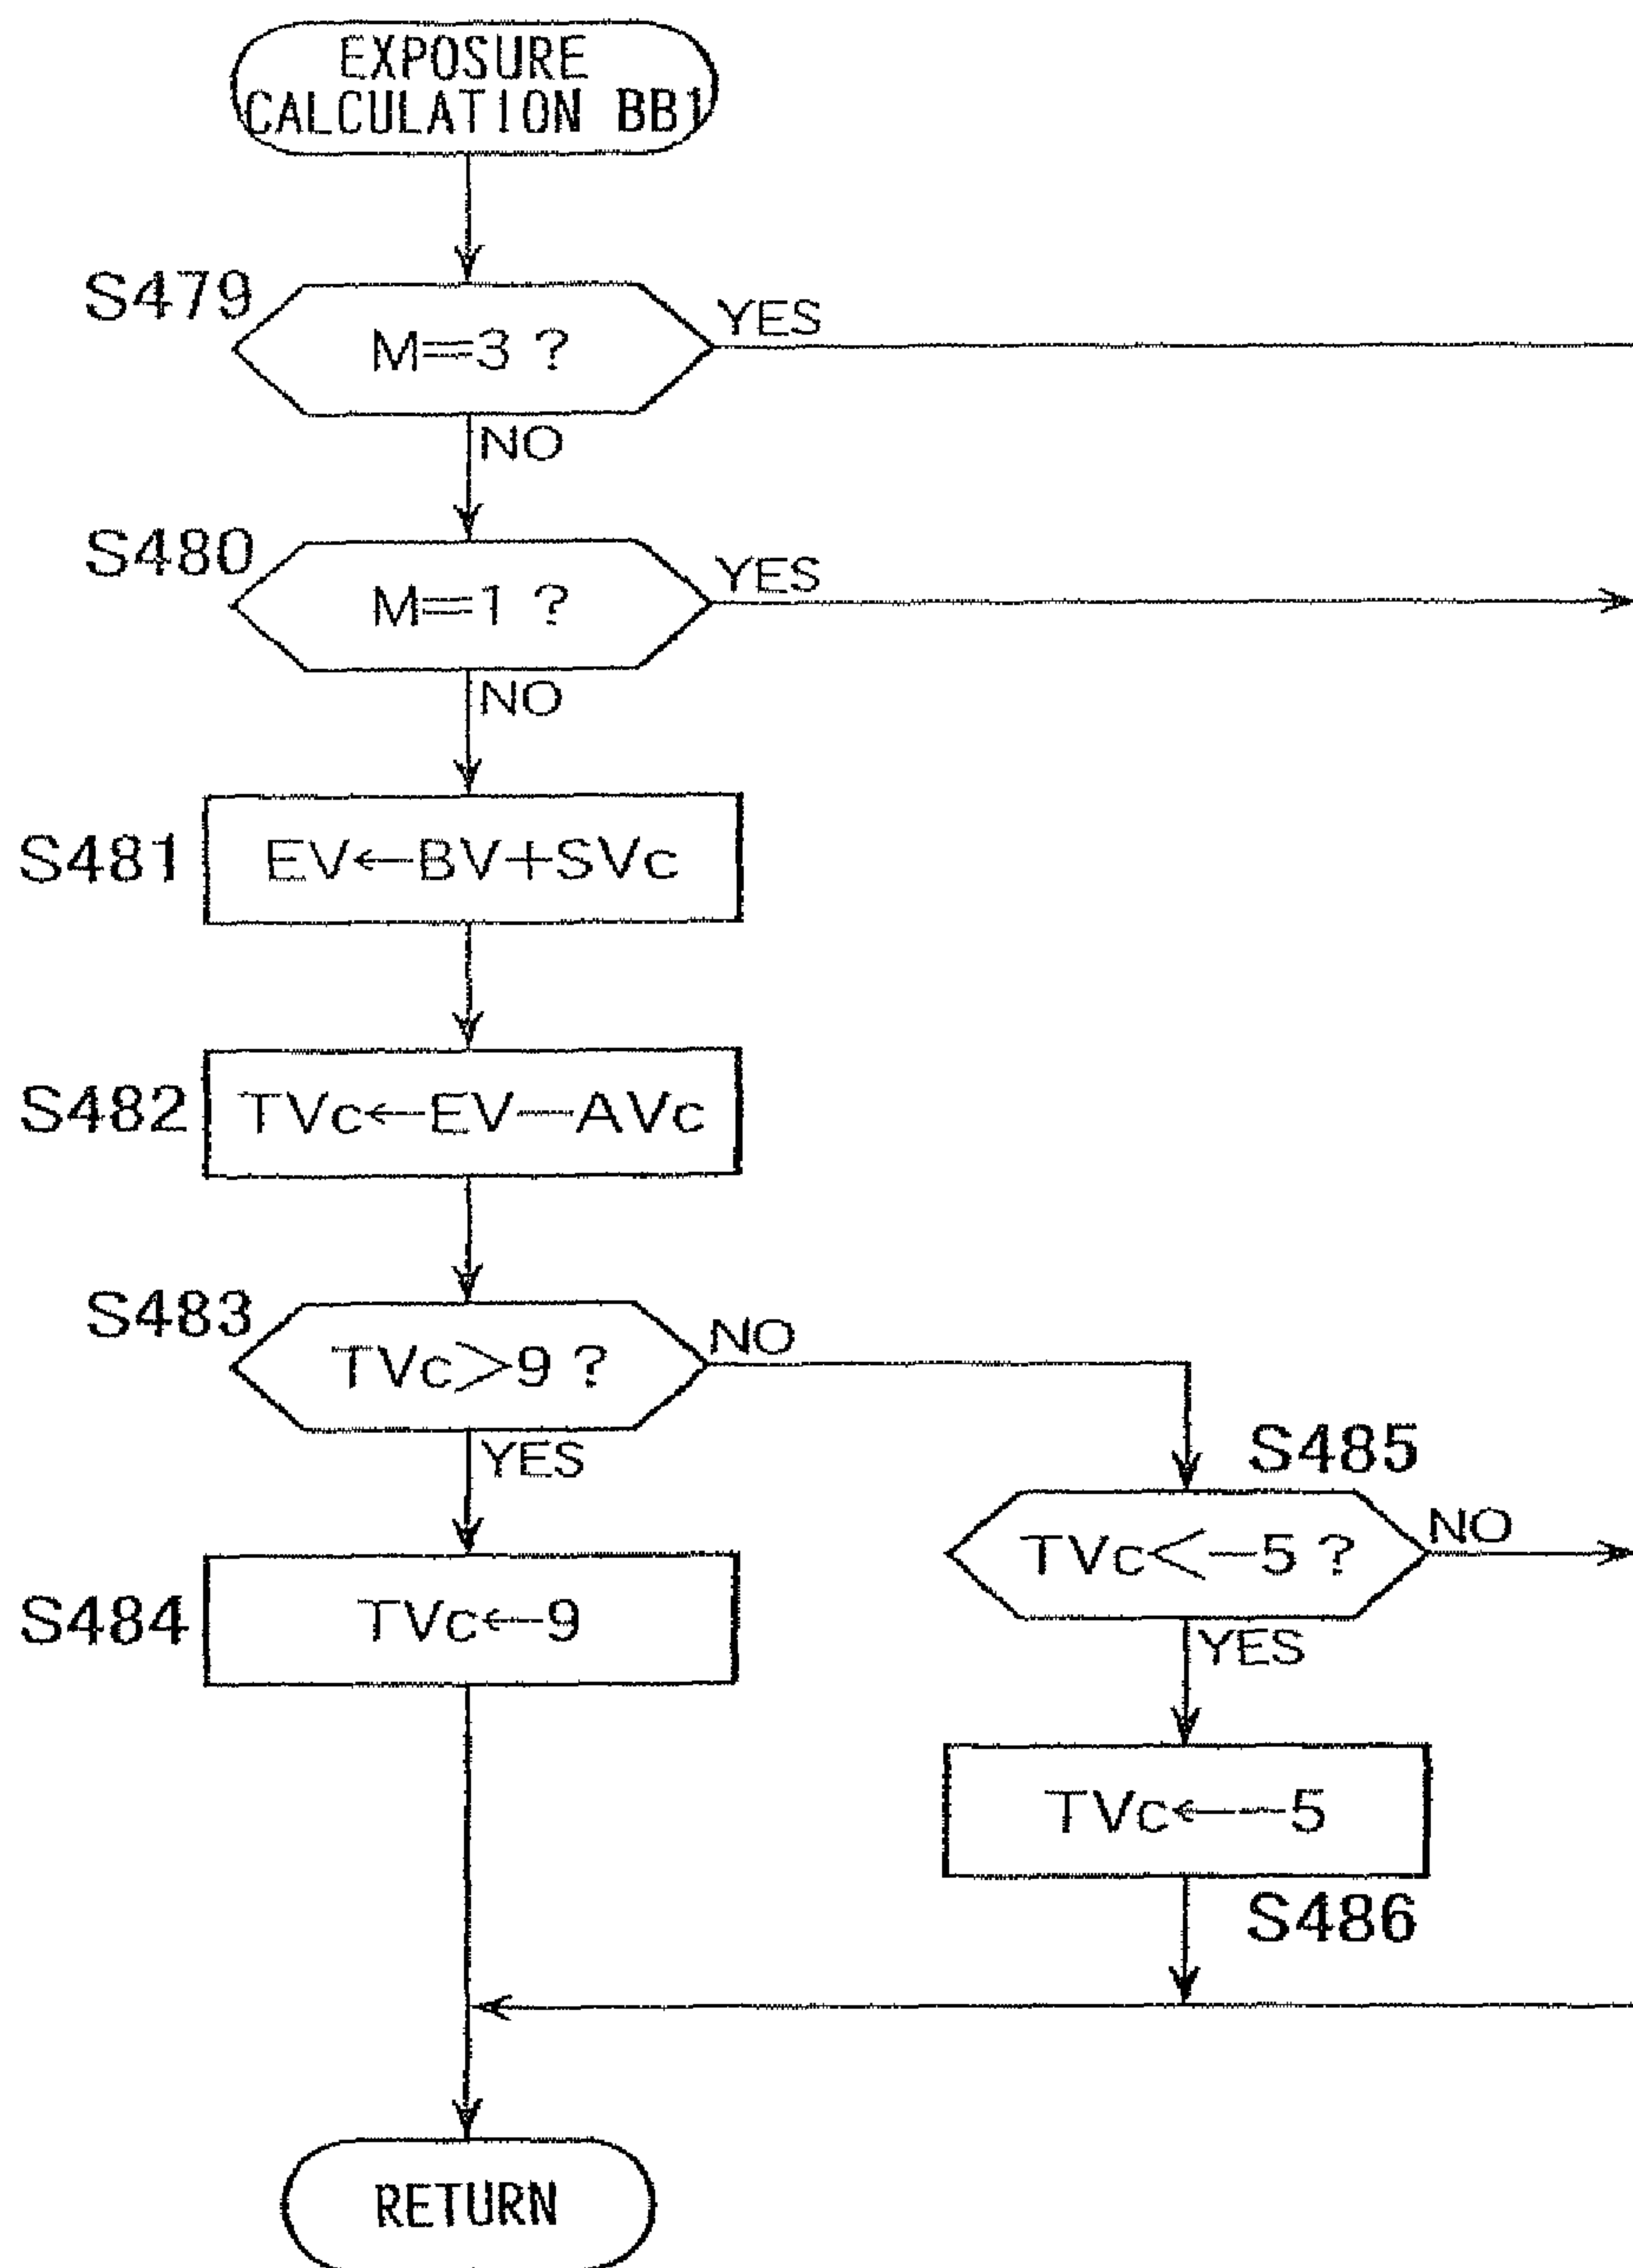 EXPOSURE
CALCULATION BB1
S479
M=3?
YES
NO
S480
M=1?
YES
NO
S481
EV←BV+SVc
S482
TVc←EV−AVc
S483
TVc>9?
NO
YES
S484
TVc←9
S485
TVc<−5?
NO
YES
TVc←−5
S486
RETURN